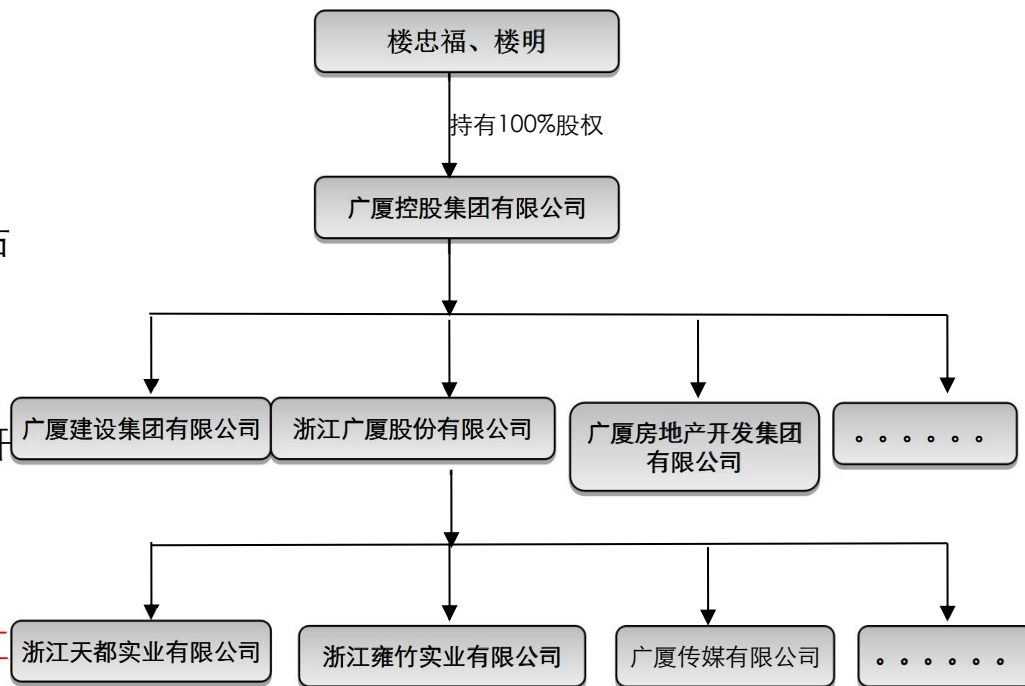 楼忠福、楼明
持有100%股权
广厦控股集团有限公司
广厦建设集团有限公司
浙江广厦股份有限公司
广厦房地产开发集团
有限公司
。。。。。。
浙江天都实业有限公司
浙江雍竹实业有限公司
广厦传媒有限公司
。。。。。。